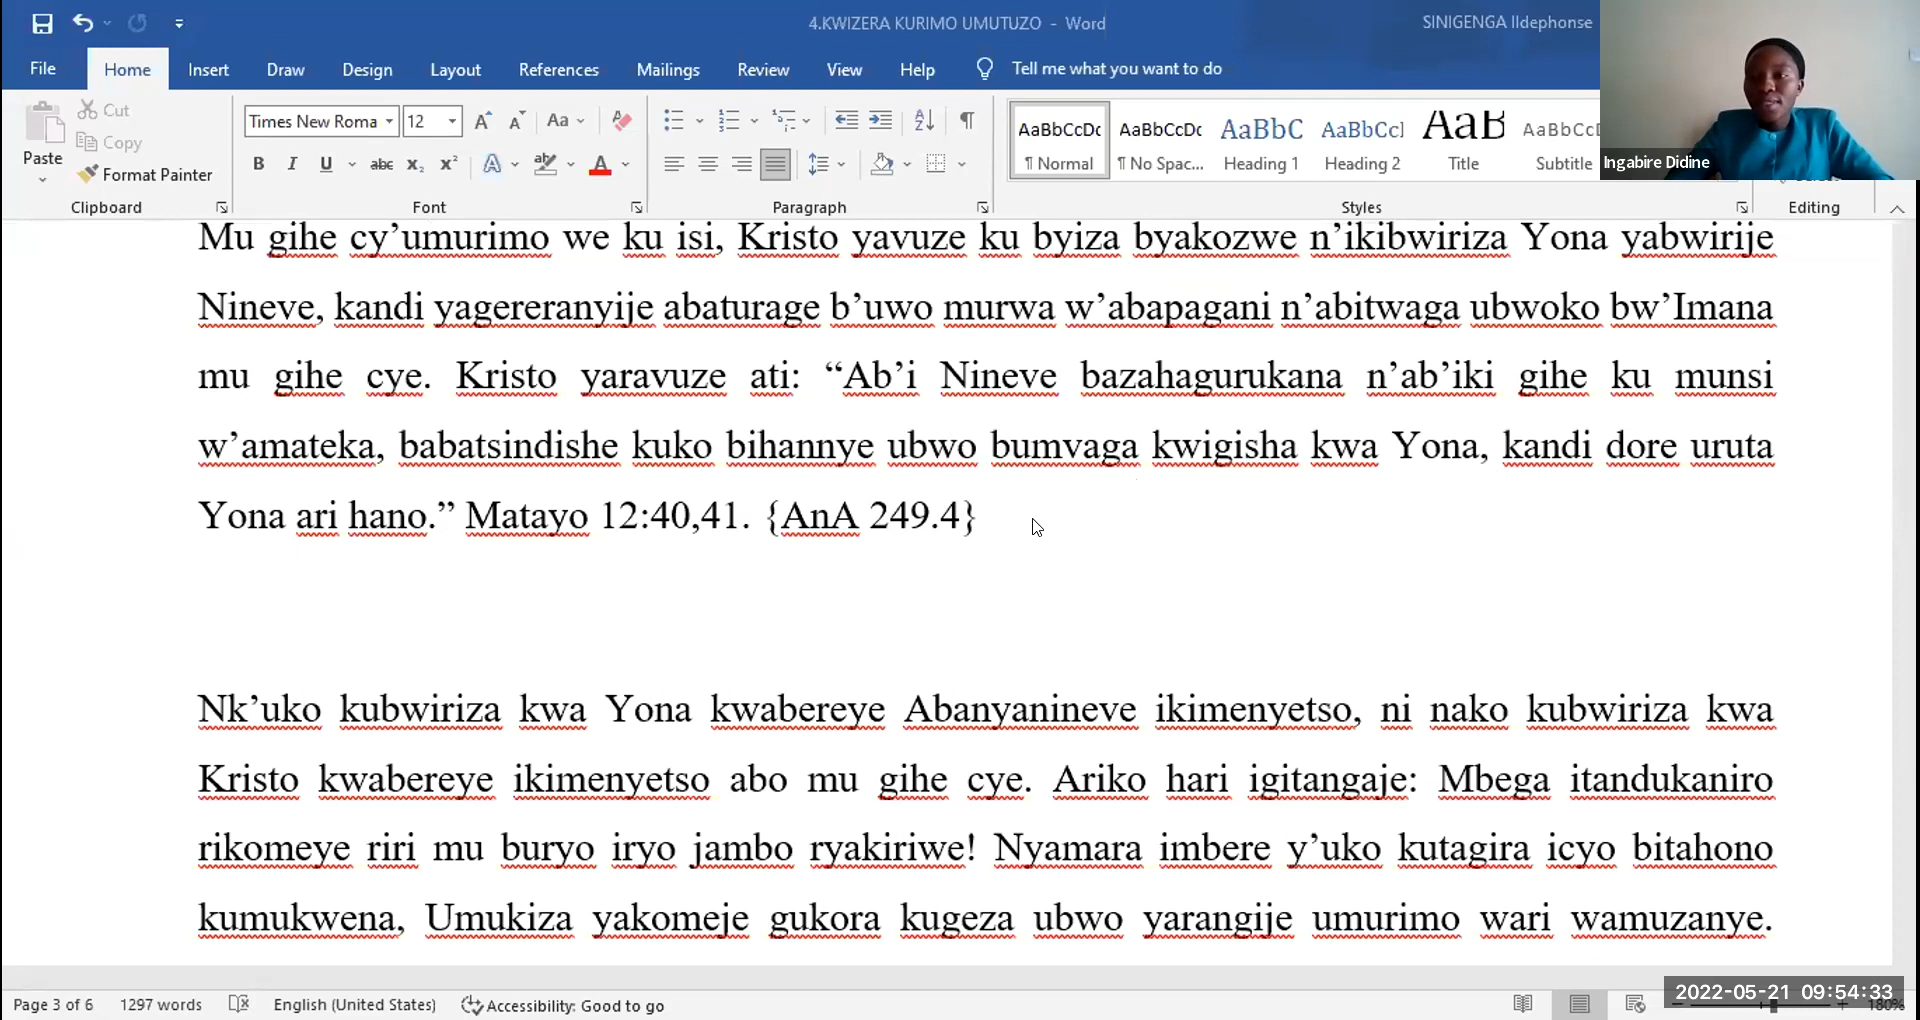 4.KWIZERA KURIMO UMUTUZO - Word
SINIGENGA Ildephonse
File Home Insert Draw Design Layout References Mailings Review View Help Tell me what you want to do
Paste
Cut
Copy
Format Painter
Clipboard
Times New Roma
12
Font
Paragraph
AaBbCcDc AaBbCcDc AaBbC AaBbCcl AaB AaBbCcD
¶ Normal ¶ No Spac... Heading 1 Heading 2 Title Subtitle
Styles
Editing
Ingabire Didine
Mu gihe cy’umurimo we ku isi, Kristo yavuze ku byiza byakozwe n’ikibwiriza Yona yabwirije
Nineve, kandi yagereranyije abaturage b’uwo murwa w’abapagani n’abitwaga ubwoko bw’Imana
mu gihe cye. Kristo yaravuze ati: “Ab’i Nineve bazahagurukana n’ab’iki gihe ku munsi
w’amateka, babatsindishe kuko bihannye ubwo bumvaga kwigisha kwa Yona, kandi dore uruta
Yona ari hano.” Matayo 12:40,41. {AnA 249.4}
Nk’uko kubwiriza kwa Yona kwabereye Abanyanineve ikimenyetso, ni nako kubwiriza kwa
Kristo kwabereye ikimenyetso abo mu gihe cye. Ariko hari igitangaje: Mbega itandukaniro
rikomeye riri mu buryo iryo jambo ryakiriwe! Nyamara imbere y’uko kutagira icyo bitahono
kumukwena, Umukiza yakomeje gukora kugeza ubwo yarangije umurimo wari wamuzanye.
Page 3 of 6 1297 words English (United States) Accessibility: Good to go
2022-05-21 09:54:33
180%